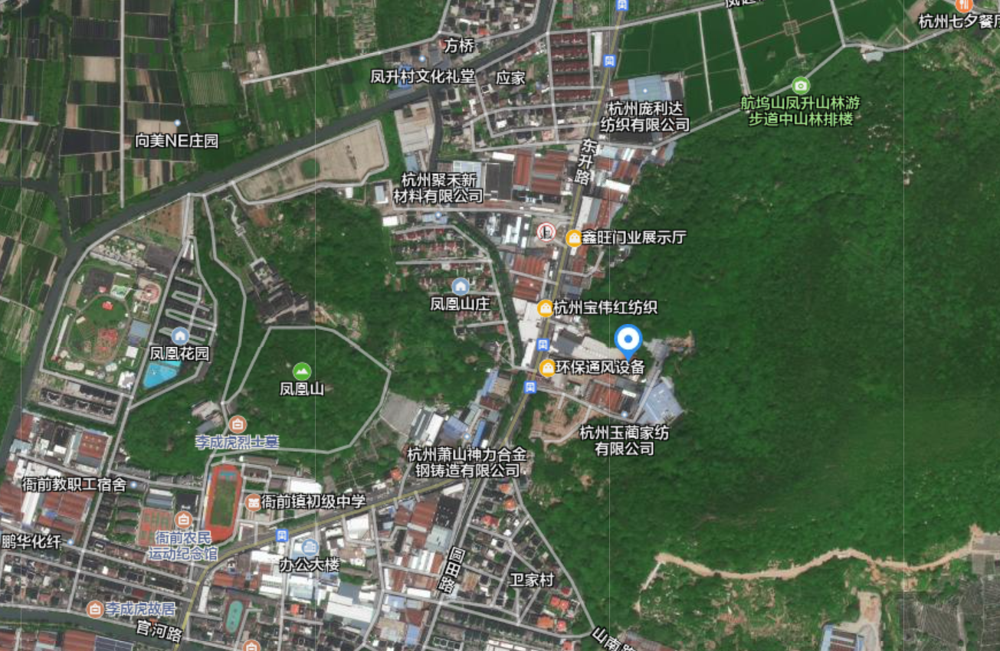 杭州七夕餐厅
方桥
凤升村文化礼堂
应家
杭州庞利达
纺织有限公司
航坞山凤升山林游
步道中山林排楼
向美NE庄园
东升路
杭州聚禾新
材料有限公司
鑫旺门业展示厅
凤凰山庄
杭州宝伟红纺织
凤凰花园
环保通风设备
凤凰山
李成虎烈士墓
杭州玉蔺家纺
有限公司
杭州萧山神力合金
钢铸造有限公司
衙前教职工宿舍
衙前镇初级中学
衙前农民
运动纪念馆
鹏华化纤
办公大楼
园田路
卫家村
李成虎故居
官河路
山南路